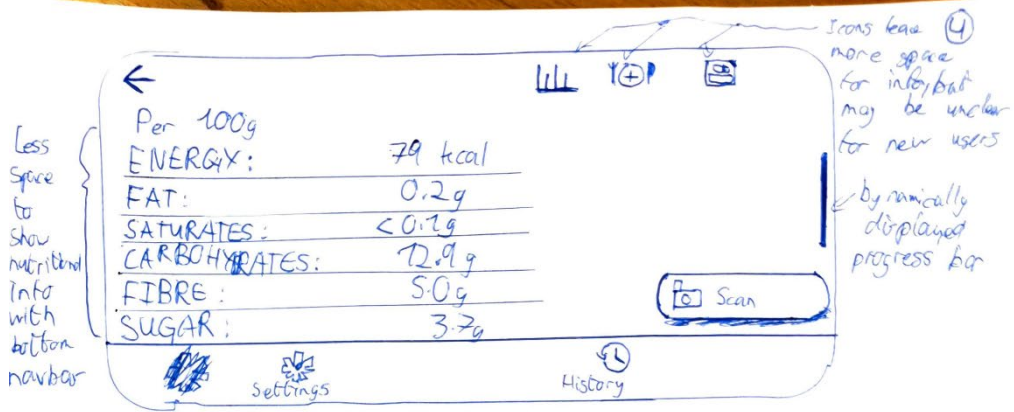 Icons leave
4
more space
for info, but
may be unclear
for new users
Per 100g
ENERGY: 79 kcal
FAT: 0.2g
SATURATES: <0.1g
CARBOHYRATES: 12.9g
FIBRE: 5.0g
SUGAR: 3.7g
Scan
Settings
History
Less
Space
to
show
nutritional
Info
with
bottom
navbar
Dynamically
displayed
progress bar